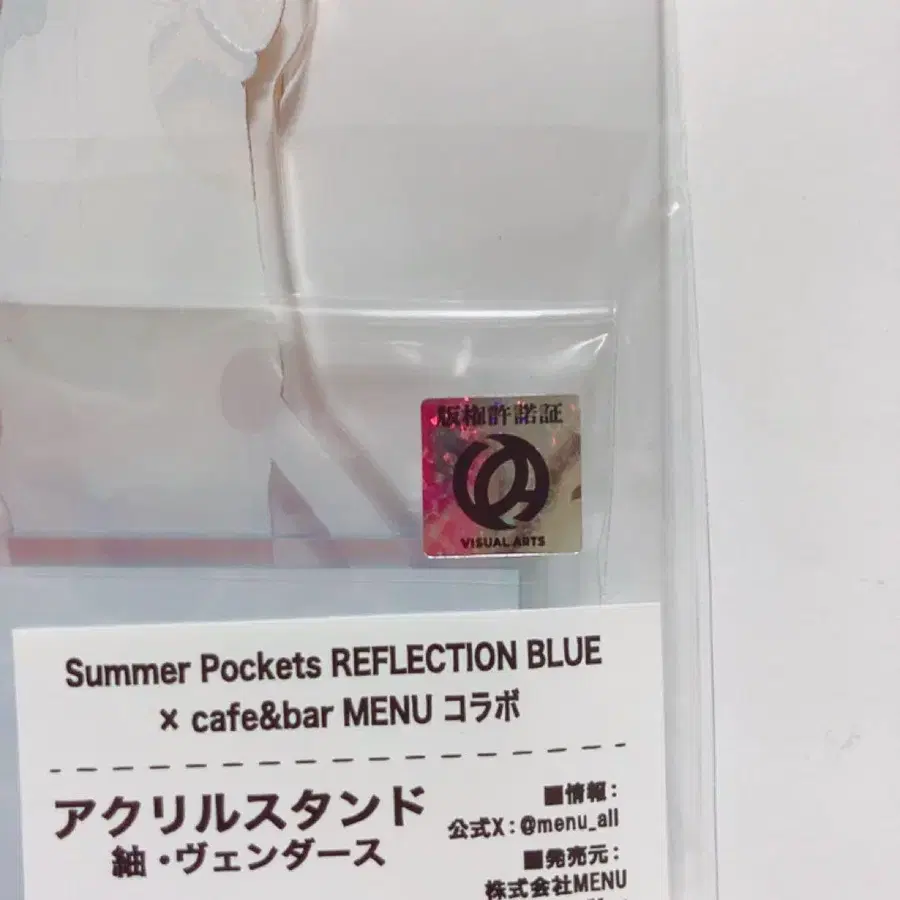 版権許諾証
VISUAL ARTS
Summer Pockets REFLECTION BLUE
× cafe&bar MENU コラボ
アクリルスタンド
紬・ヴェンダース
■情報:
公式X:@menu_all
■発売元:
株式会社MENU